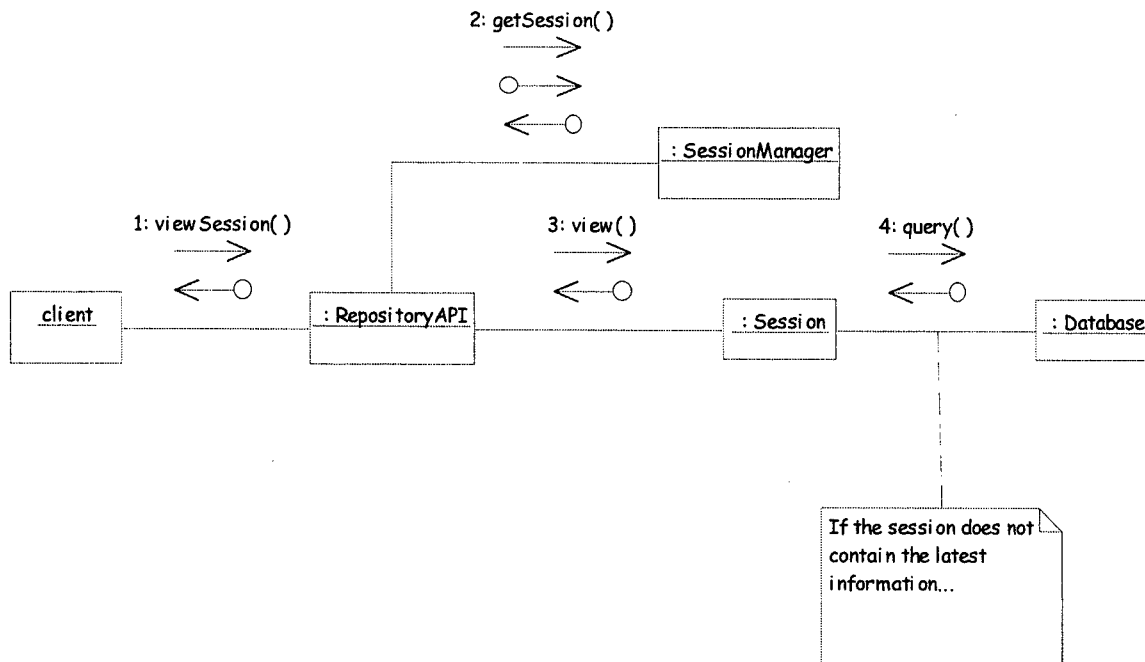 2: getSession( )
: SessionManager
1: viewSession( )
3: view( )
4: query( )
client
: RepositoryAPI
: Session
: Database
If the session does not
contain the latest
information...